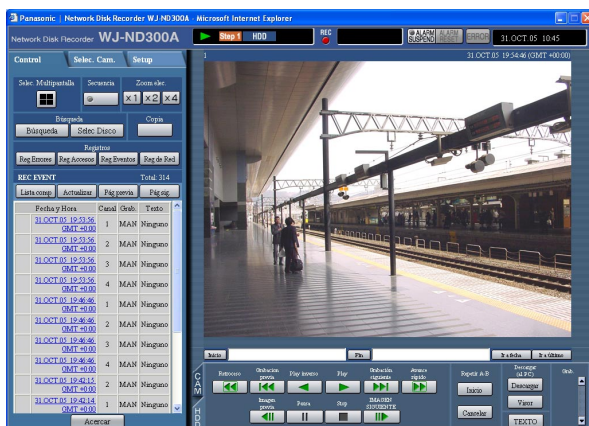 Panasonic | Network Disk Recorder WJ-ND300A - Microsoft Internet Explorer
Network Disk Recorder WJ-ND300A
Step 1 HDD
REC
ALARM SUSPEND
ALARM RESET
ERROR
31.OCT.05 10:45
Control Selec. Cam. Setup
1 31.OCT.05 19:54:46 (GMT +00:00)
Selec. Multipantalla Secuencia Zoom elec.
x1 x2 x4
Búsqueda Copia
Búsqueda Selec Disco
Registros
Reg Errores Reg Accesos Reg Eventos Reg de Red
REC EVENT Total: 314
Lista comp Actualizar Pág previa Pág sig.
Fecha y Hora Canal Grab. Texto
31.OCT.05 19:53:56 GMT +0:00 1 MAN Ninguno
31.OCT.05 19:53:56 GMT +0:00 2 MAN Ninguno
31.OCT.05 19:53:56 GMT +0:00 3 MAN Ninguno
31.OCT.05 19:53:56 GMT +0:00 4 MAN Ninguno
31.OCT.05 19:46:46 GMT +0:00 1 MAN Ninguno
31.OCT.05 19:46:46 GMT +0:00 2 MAN Ninguno
31.OCT.05 19:46:46 GMT +0:00 3 MAN Ninguno
31.OCT.05 19:46:46 GMT +0:00 4 MAN Ninguno
31.OCT.05 19:42:15 GMT +0:00 2 MAN Ninguno
31.OCT.05 19:42:14 GMT +0:00 1 MAN Ninguno
Acercar
Inicio Fin Ir a fecha Ir a último
CAM
HDD
Retroceso Grabacion previa Play inverso Play Grabación siguiente Avance rápido
Imagen previa Pausa Stop IMAGEN SIGUIENTE
Repetir A-B
Inicio
Cancelar
Descargar (al PC)
Descargar
Visor
TEXTO
Grab.